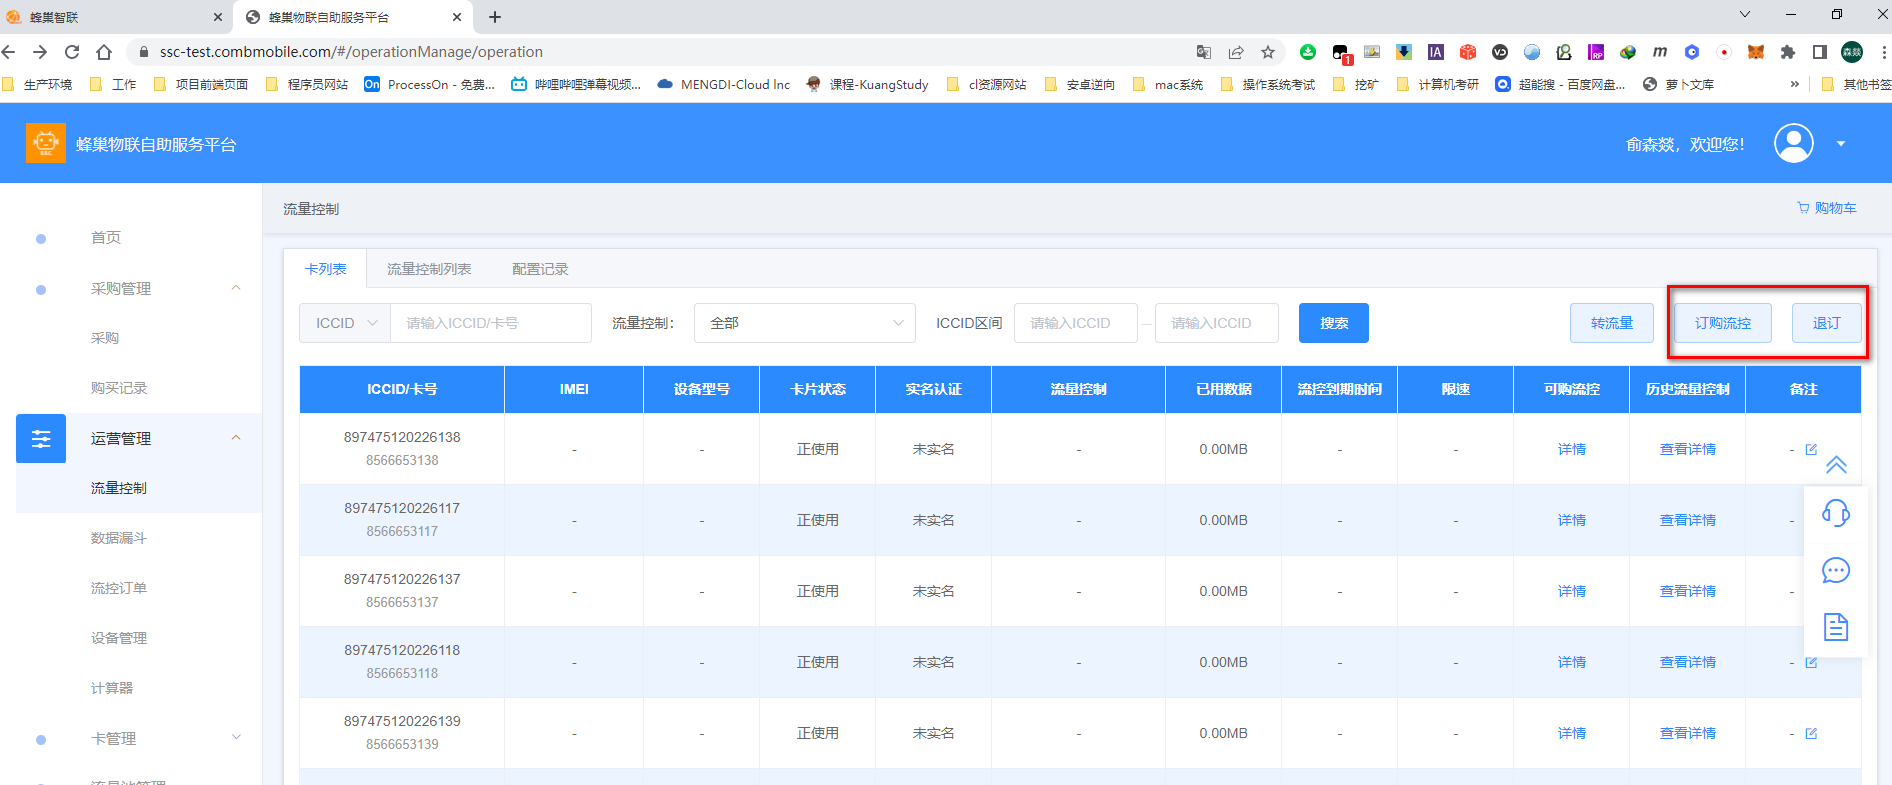 蜂巢智联
蜂巢物联自助服务平台
ssc-test.combmobile.com/#/operationManage/operation
生产环境 工作 项目前端页面 程序员网站 ProcessOn - 免费... 哔哩哔哩弹幕视频... MENGDI-Cloud Inc 课程-KuangStudy cl资源网站 安卓逆向 mac系统 操作系统考试 挖矿 计算机考研 超能搜 - 百度网盘... 萝卜文库 » 其他书签
蜂巢物联自助服务平台
俞森燚，欢迎您！
流量控制
购物车
首页
采购管理
采购
购买记录
运营管理
流量控制
数据漏斗
流控订单
设备管理
计算器
卡管理
卡列表 流量控制列表 配置记录
ICCID 请输入ICCID/卡号 流量控制： 全部 ICCID区间 请输入ICCID — 请输入ICCID 搜索 转流量 订购流控 退订
ICCID/卡号 IMEI 设备型号 卡片状态 实名认证 流量控制 已用数据 流控到期时间 限速 可购流控 历史流量控制 备注
897475120226138
8566653138
- - 正使用 未实名 - 0.00MB - - 详情 查看详情 -
897475120226117
8566653117
- - 正使用 未实名 - 0.00MB - - 详情 查看详情 -
897475120226137
8566653137
- - 正使用 未实名 - 0.00MB - - 详情 查看详情 -
897475120226118
8566653118
- - 正使用 未实名 - 0.00MB - - 详情 查看详情 -
897475120226139
8566653139
- - 正使用 未实名 - 0.00MB - - 详情 查看详情 -